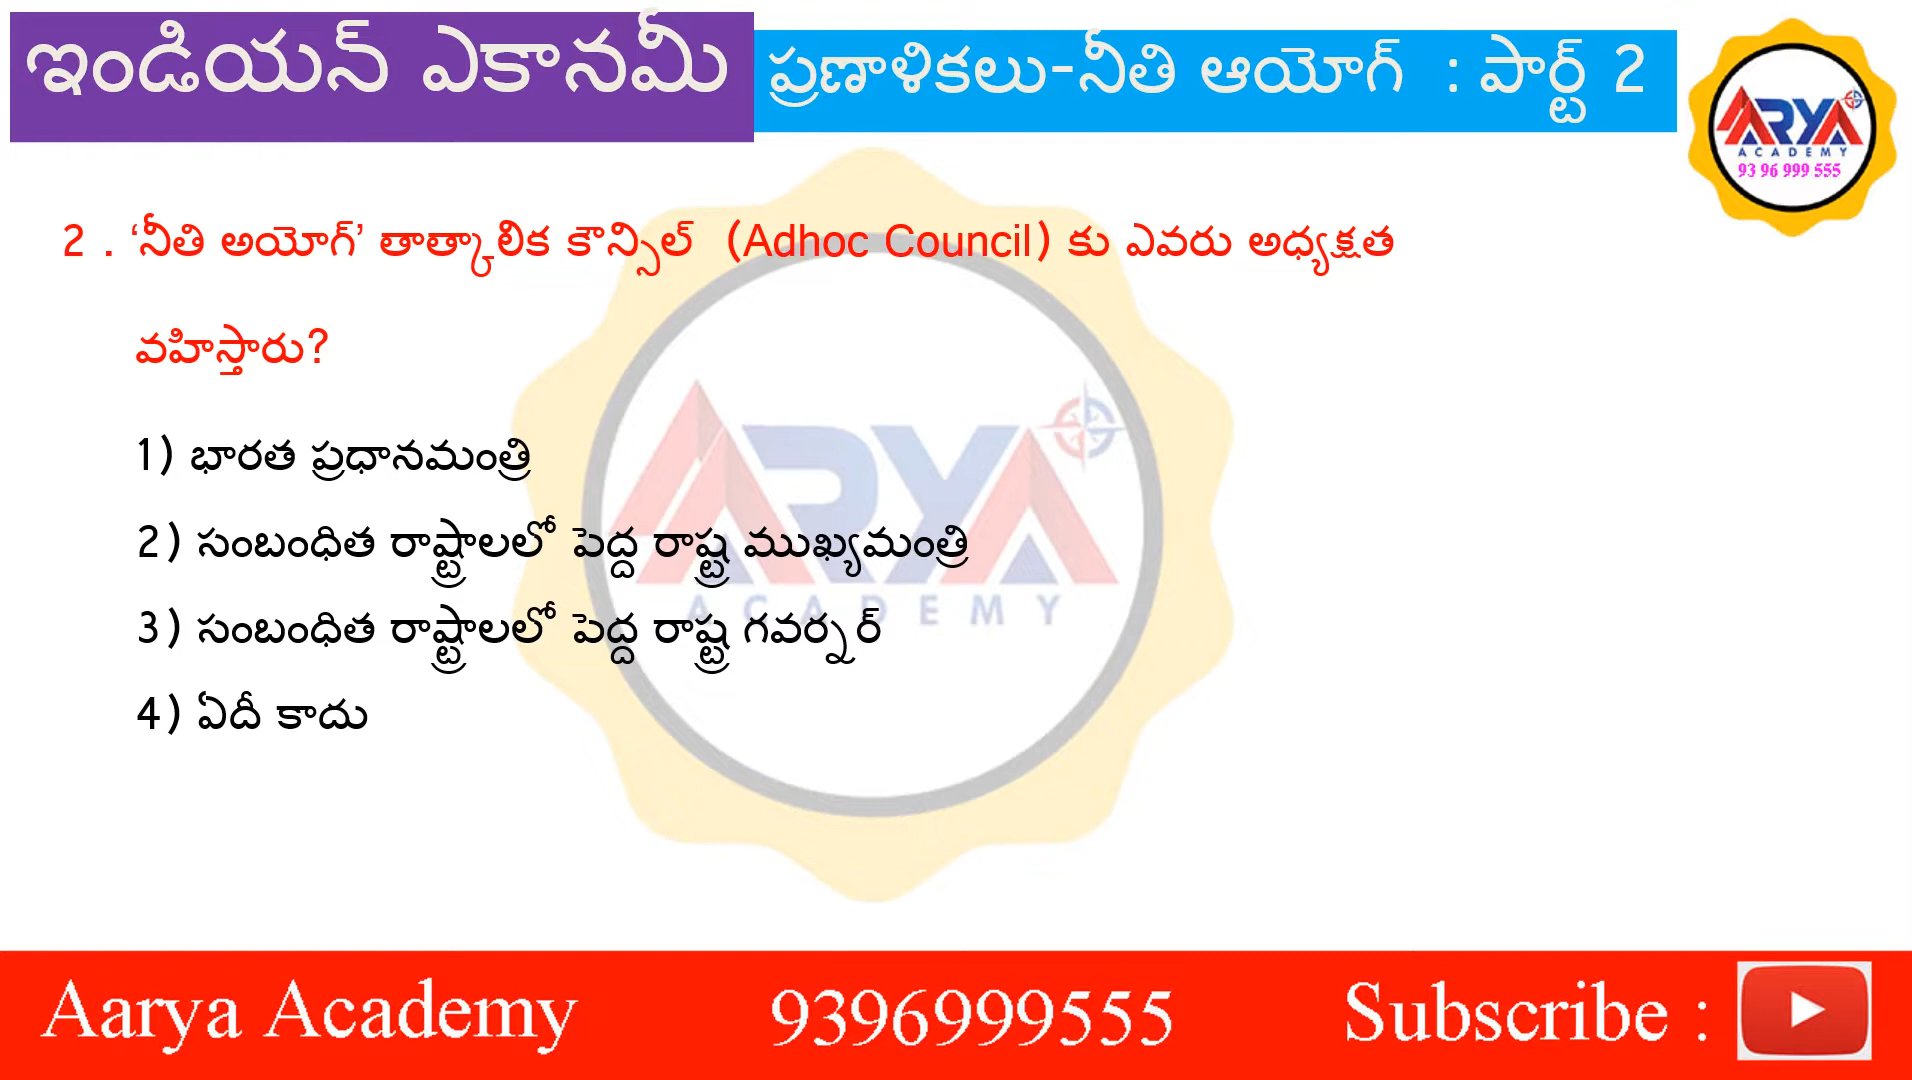 ఇండియన్ ఎకానమీ ప్రణాళికలు-నీతి ఆయోగ్ : పార్ట్ 2
ARYA
ACADEMY
93 96 999 555
2 . ‘నీతి అయోగ్’ తాత్కాలిక కౌన్సిల్ (Adhoc Council) కు ఎవరు అధ్యక్షత
వహిస్తారు?
1) భారత ప్రధానమంత్రి
2) సంబంధిత రాష్ట్రాలలో పెద్ద రాష్ట్ర ముఖ్యమంత్రి
3) సంబంధిత రాష్ట్రాలలో పెద్ద రాష్ట్ర గవర్నర్
4) ఏదీ కాదు
ARYA
ACADEMY
Aarya Academy 9396999555 Subscribe :